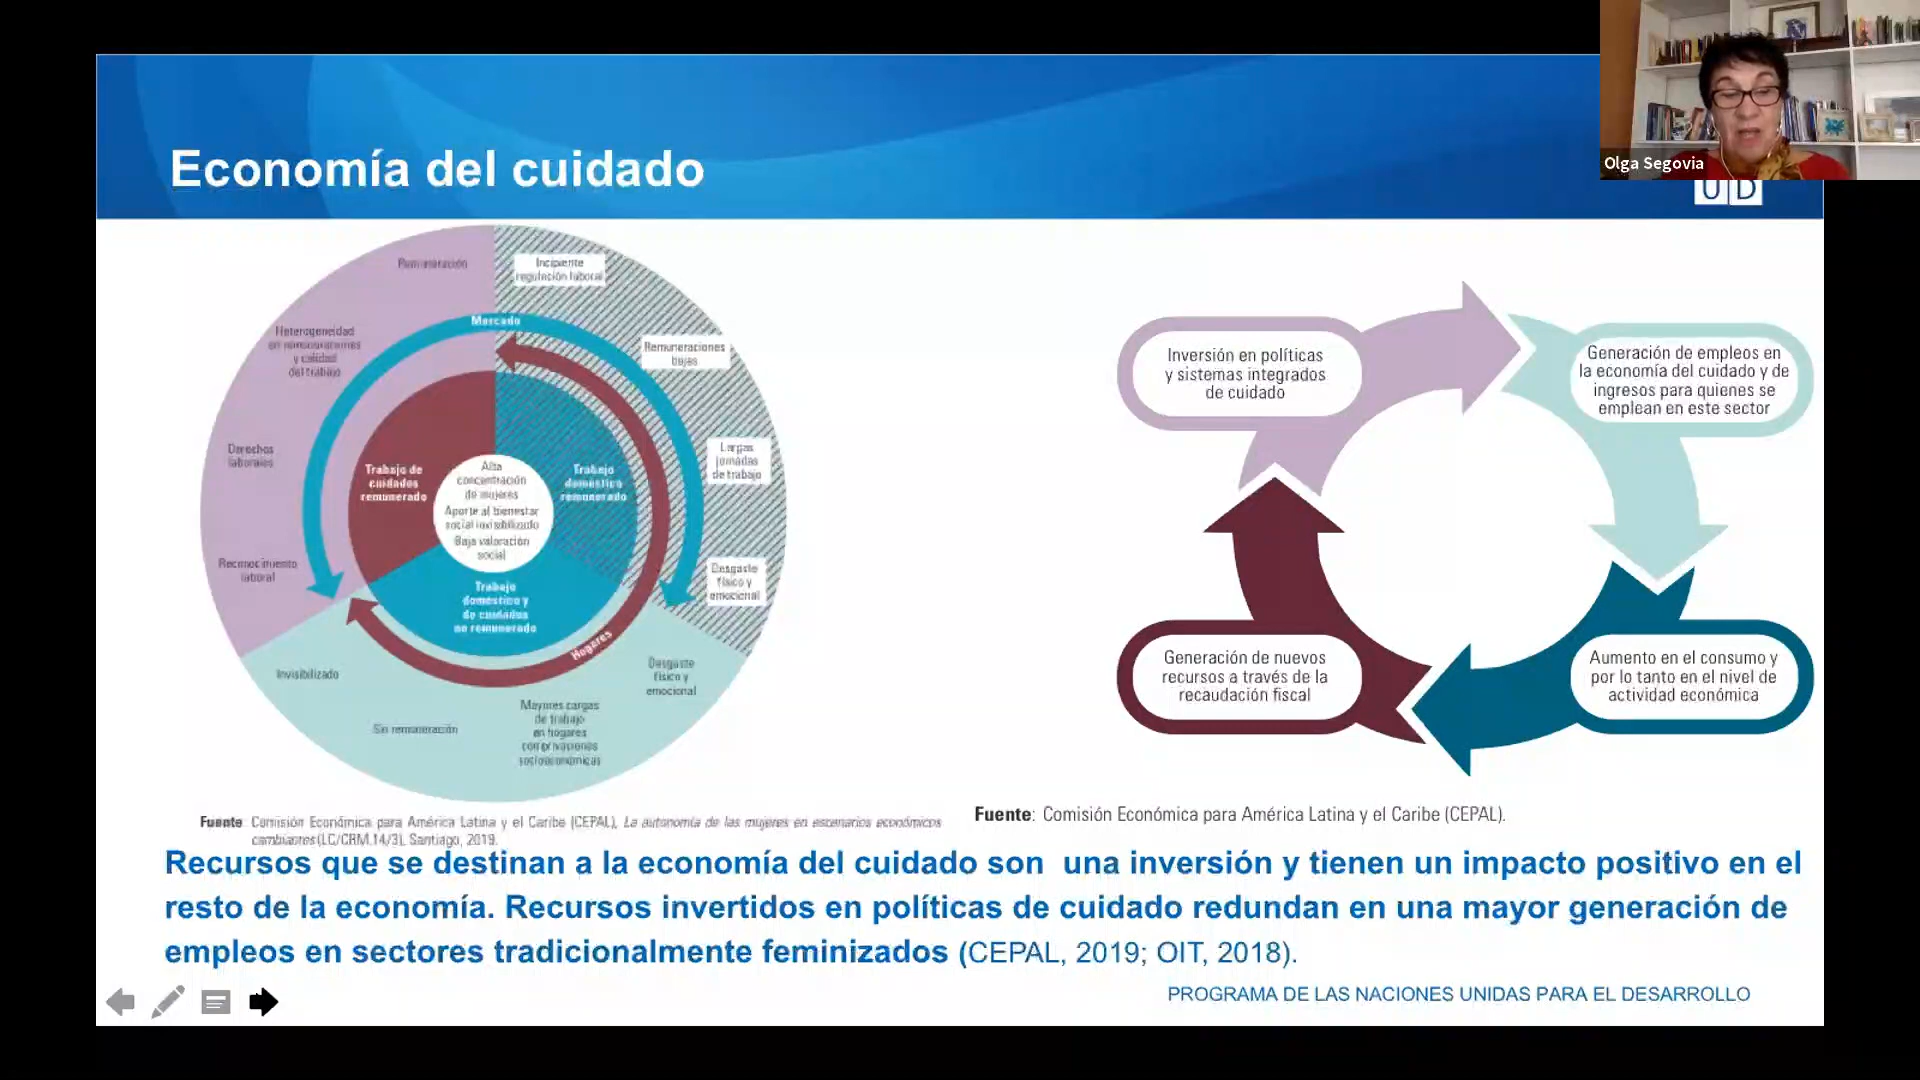 Olga Segovia
U D
Economía del cuidado
Remuneración
Heterogeneidad
en remuneraciones
y calidad
del trabajo
Derechos
laborales
Reconocimiento
laboral
Incipiente
regulación laboral
Remuneraciones
bajas
Largas
jornadas
de trabajo
Desgaste
físico y
emocional
Mercado
Trabajo de
cuidados
remunerado
Alta
concentración
de mujeres
Aporte al bienestar
social invisibilizado
Baja valoración
social
Trabajo
doméstico
remunerado
Trabajo
doméstico y
de cuidados
no remunerado
Hogares
Invisibilizado
Sin remuneración
Mayores cargas
de trabajo
en hogares
con privaciones
socioeconómicas
Desgaste
físico y
emocional
Fuente: Comisión Económica para América Latina y el Caribe (CEPAL), La autonomía de las mujeres en escenarios económicos
cambiantes (LC/CRM.14/3), Santiago, 2019.
Inversión en políticas
y sistemas integrados
de cuidado
Generación de empleos en
la economía del cuidado y de
ingresos para quienes se
emplean en este sector
Generación de nuevos
recursos a través de la
recaudación fiscal
Aumento en el consumo y
por lo tanto en el nivel de
actividad económica
Fuente: Comisión Económica para América Latina y el Caribe (CEPAL).
Recursos que se destinan a la economía del cuidado son una inversión y tienen un impacto positivo en el
resto de la economía. Recursos invertidos en políticas de cuidado redundan en una mayor generación de
empleos en sectores tradicionalmente feminizados (CEPAL, 2019; OIT, 2018).
PROGRAMA DE LAS NACIONES UNIDAS PARA EL DESARROLLO